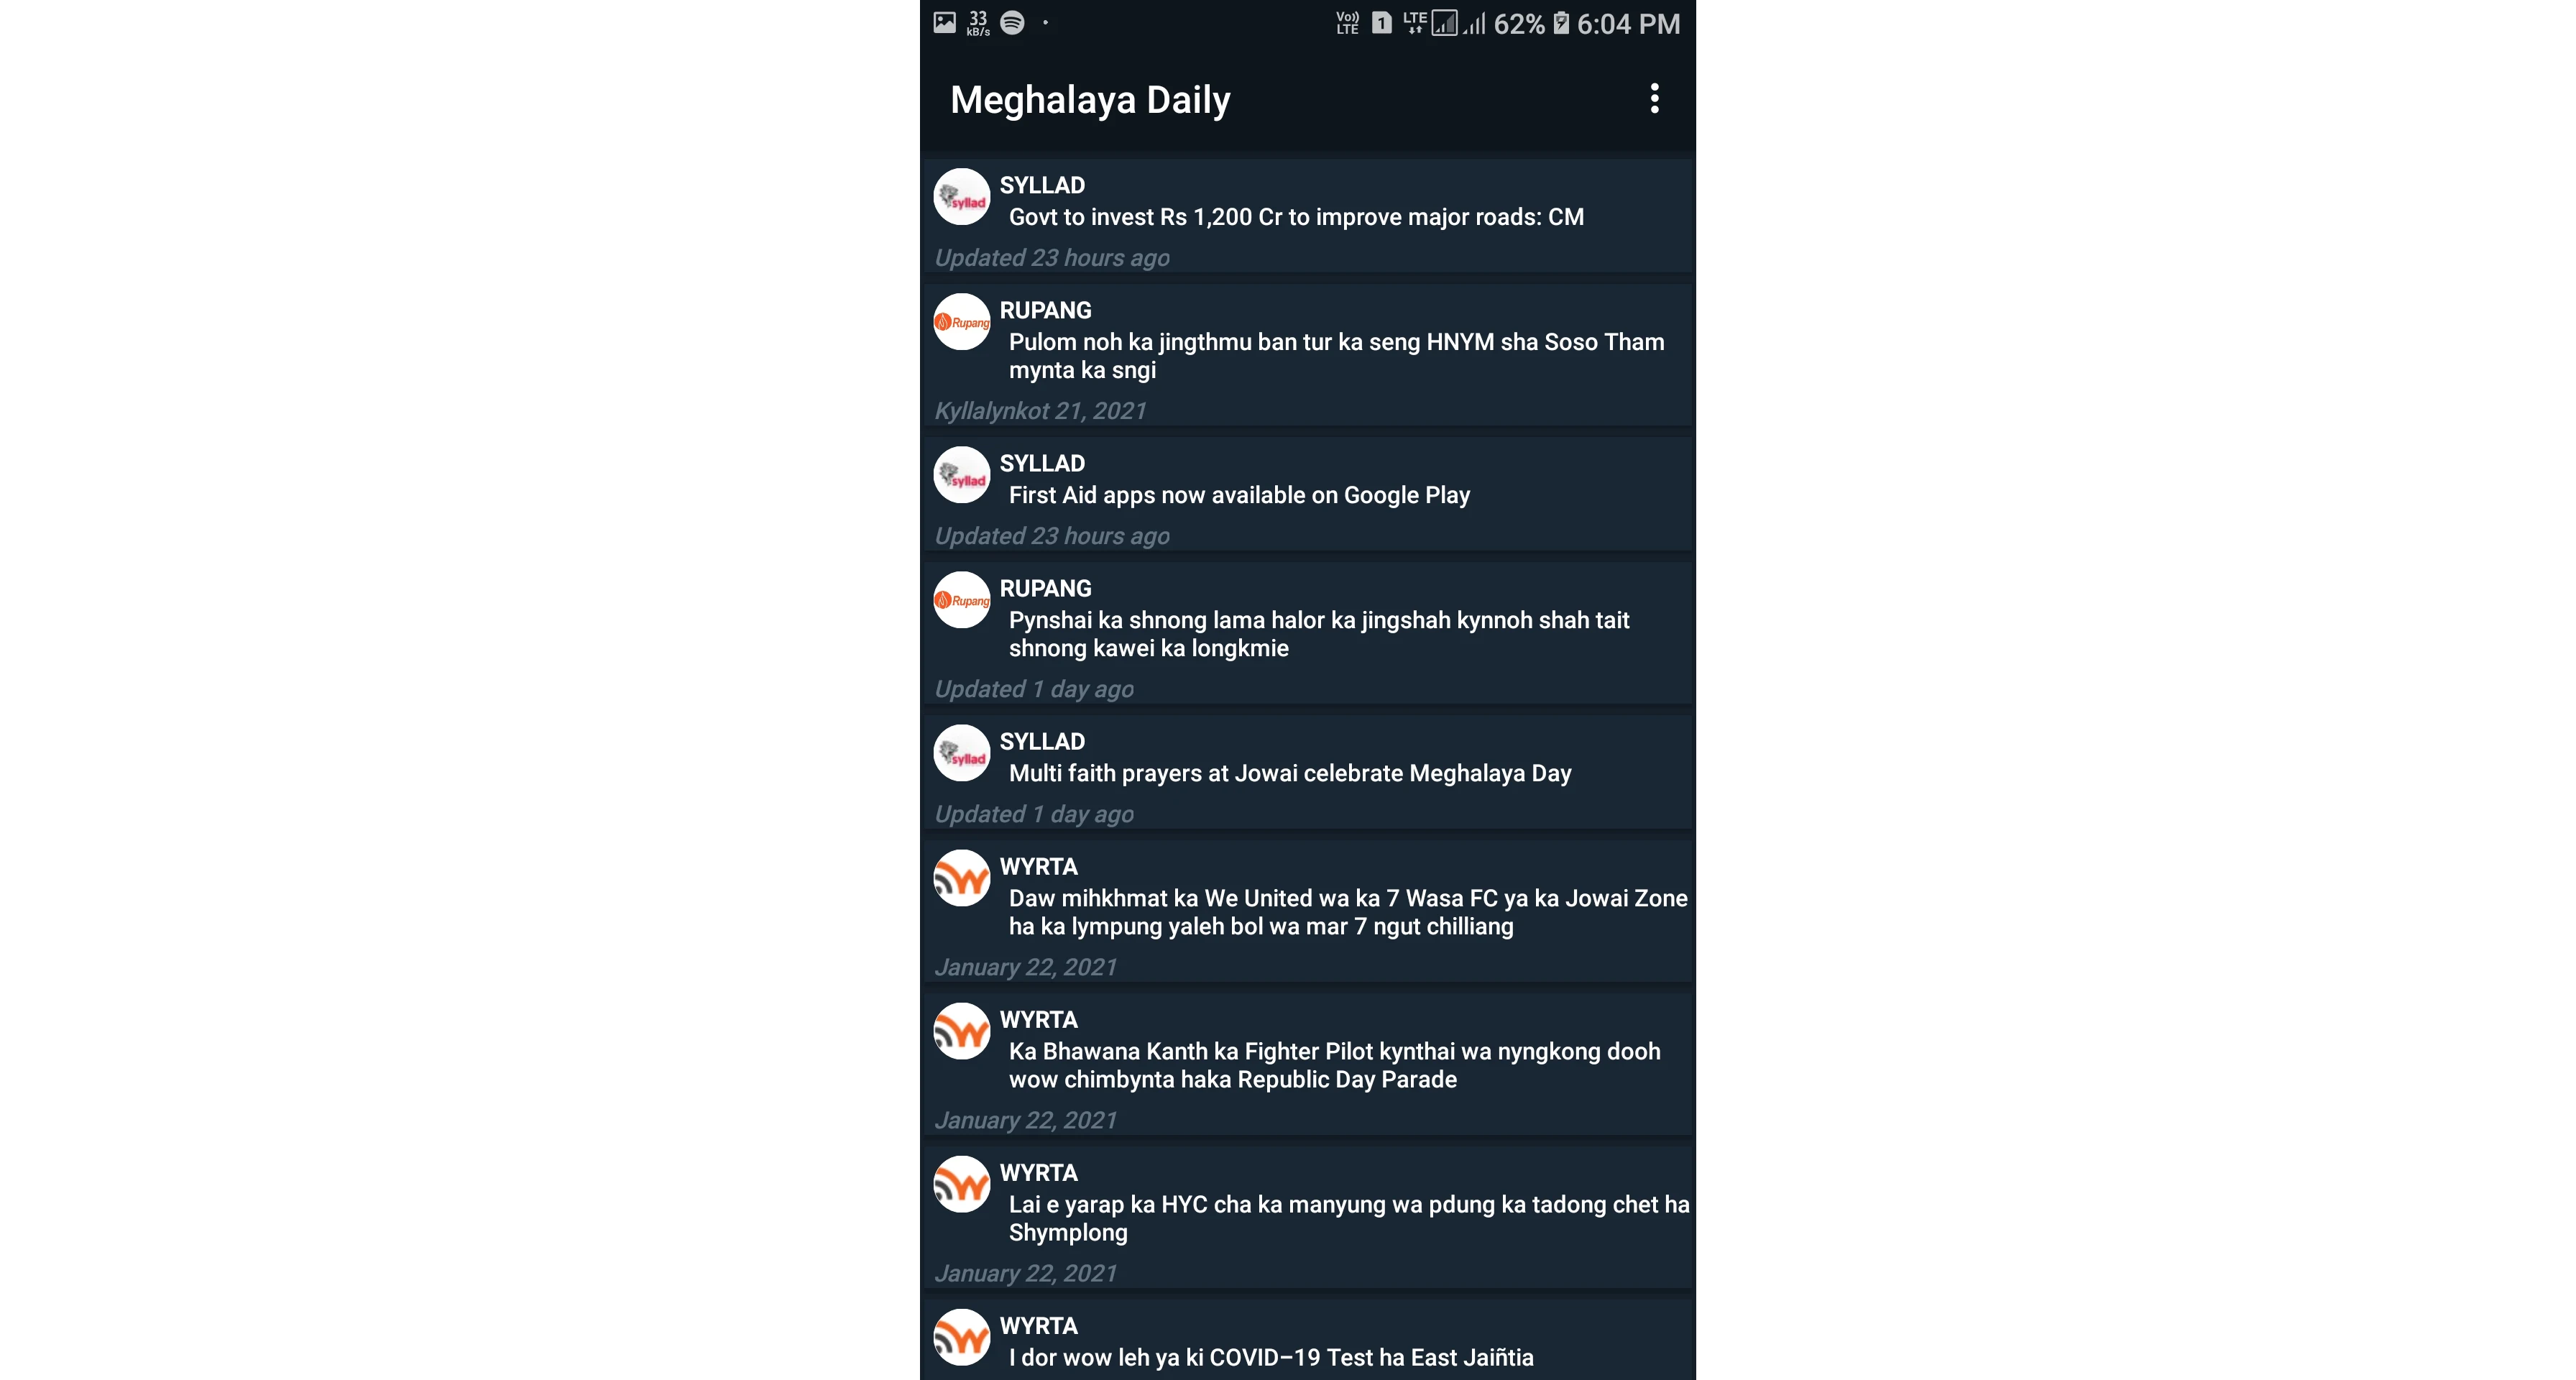 33
kB/s
Vo))
LTE
1
LTE
62%
6:04 PM
Meghalaya Daily
syllad
SYLLAD
Govt to invest Rs 1,200 Cr to improve major roads: CM
Updated 23 hours ago
Rupang
RUPANG
Pulom noh ka jingthmu ban tur ka seng HNYM sha Soso Tham
mynta ka sngi
Kyllalynkot 21, 2021
syllad
SYLLAD
First Aid apps now available on Google Play
Updated 23 hours ago
Rupang
RUPANG
Pynshai ka shnong lama halor ka jingshah kynnoh shah tait
shnong kawei ka longkmie
Updated 1 day ago
syllad
SYLLAD
Multi faith prayers at Jowai celebrate Meghalaya Day
Updated 1 day ago
W
WYRTA
Daw mihkhmat ka We United wa ka 7 Wasa FC ya ka Jowai Zone
ha ka lympung yaleh bol wa mar 7 ngut chilliang
January 22, 2021
W
WYRTA
Ka Bhawana Kanth ka Fighter Pilot kynthai wa nyngkong dooh
wow chimbynta haka Republic Day Parade
January 22, 2021
W
WYRTA
Lai e yarap ka HYC cha ka manyung wa pdung ka tadong chet ha
Shymplong
January 22, 2021
W
WYRTA
I dor wow leh ya ki COVID–19 Test ha East Jaiñtia